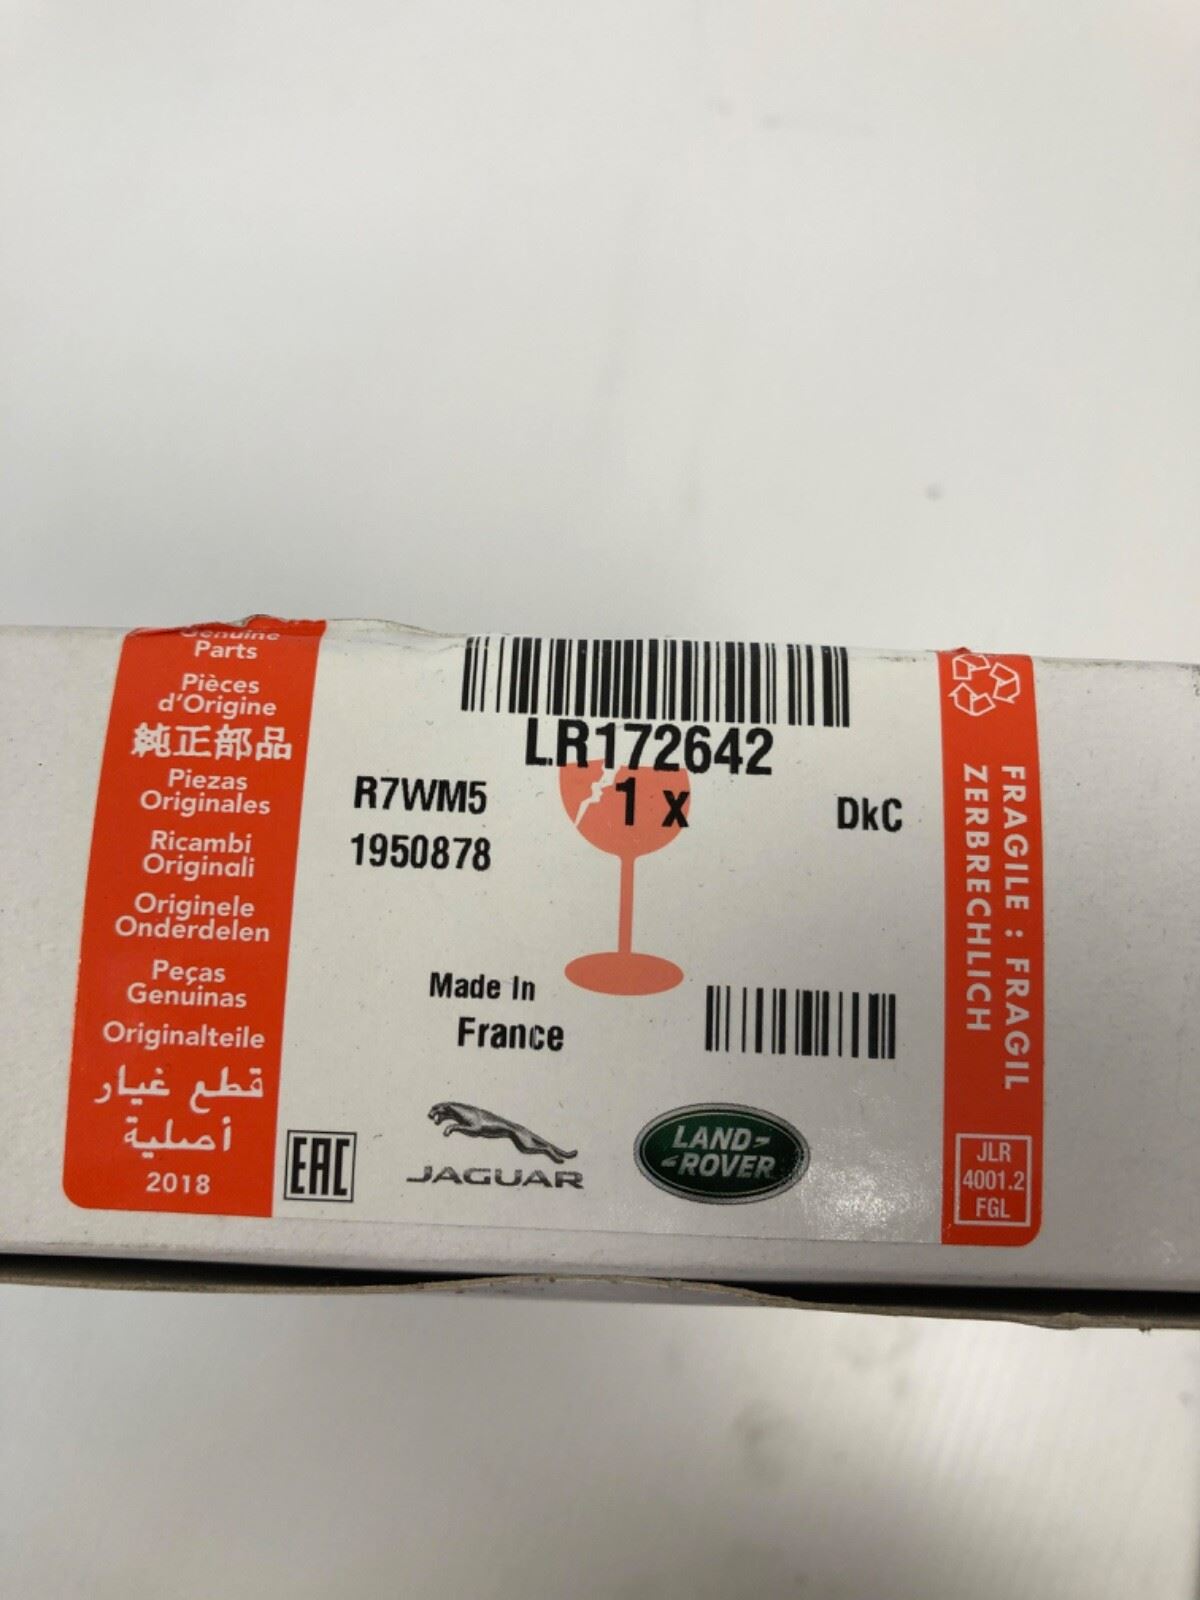 Genuine
Parts
Pièces
d'Origine
純正部品
Piezas
Originales
Ricambi
Originali
Originele
Onderdelen
Peças
Genuinas
Originalteile
قطع غيار
أصلية
2018
LR172642
R7WM5
1 x
DkC
1950878
Made In
France
EAC
JAGUAR
LAND-
-ROVER
FRAGILE : FRAGIL
ZERBRECHLICH
JLR
4001.2
FGL